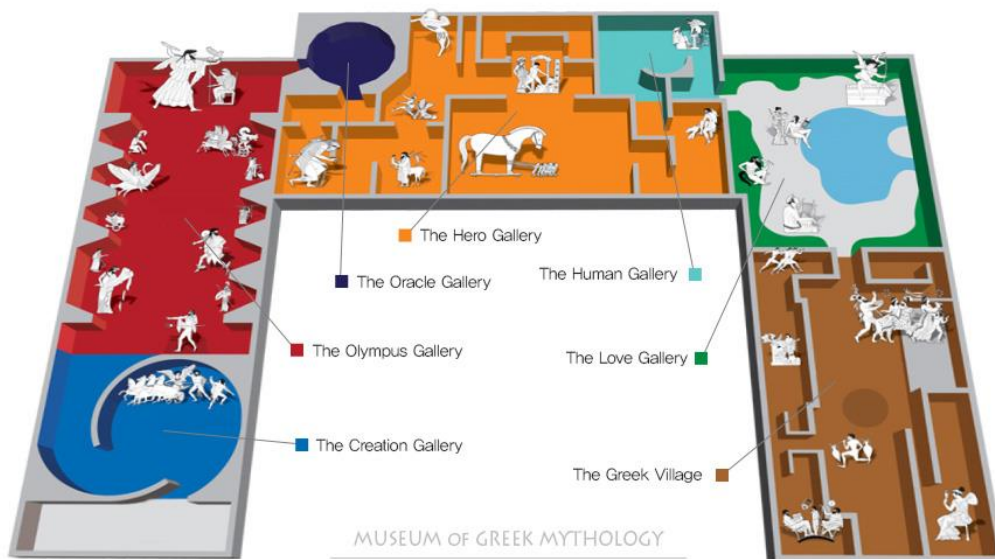 The Hero Gallery
The Oracle Gallery
The Human Gallery
The Olympus Gallery
The Love Gallery
The Creation Gallery
The Greek Village
MUSEUM OF GREEK MYTHOLOGY